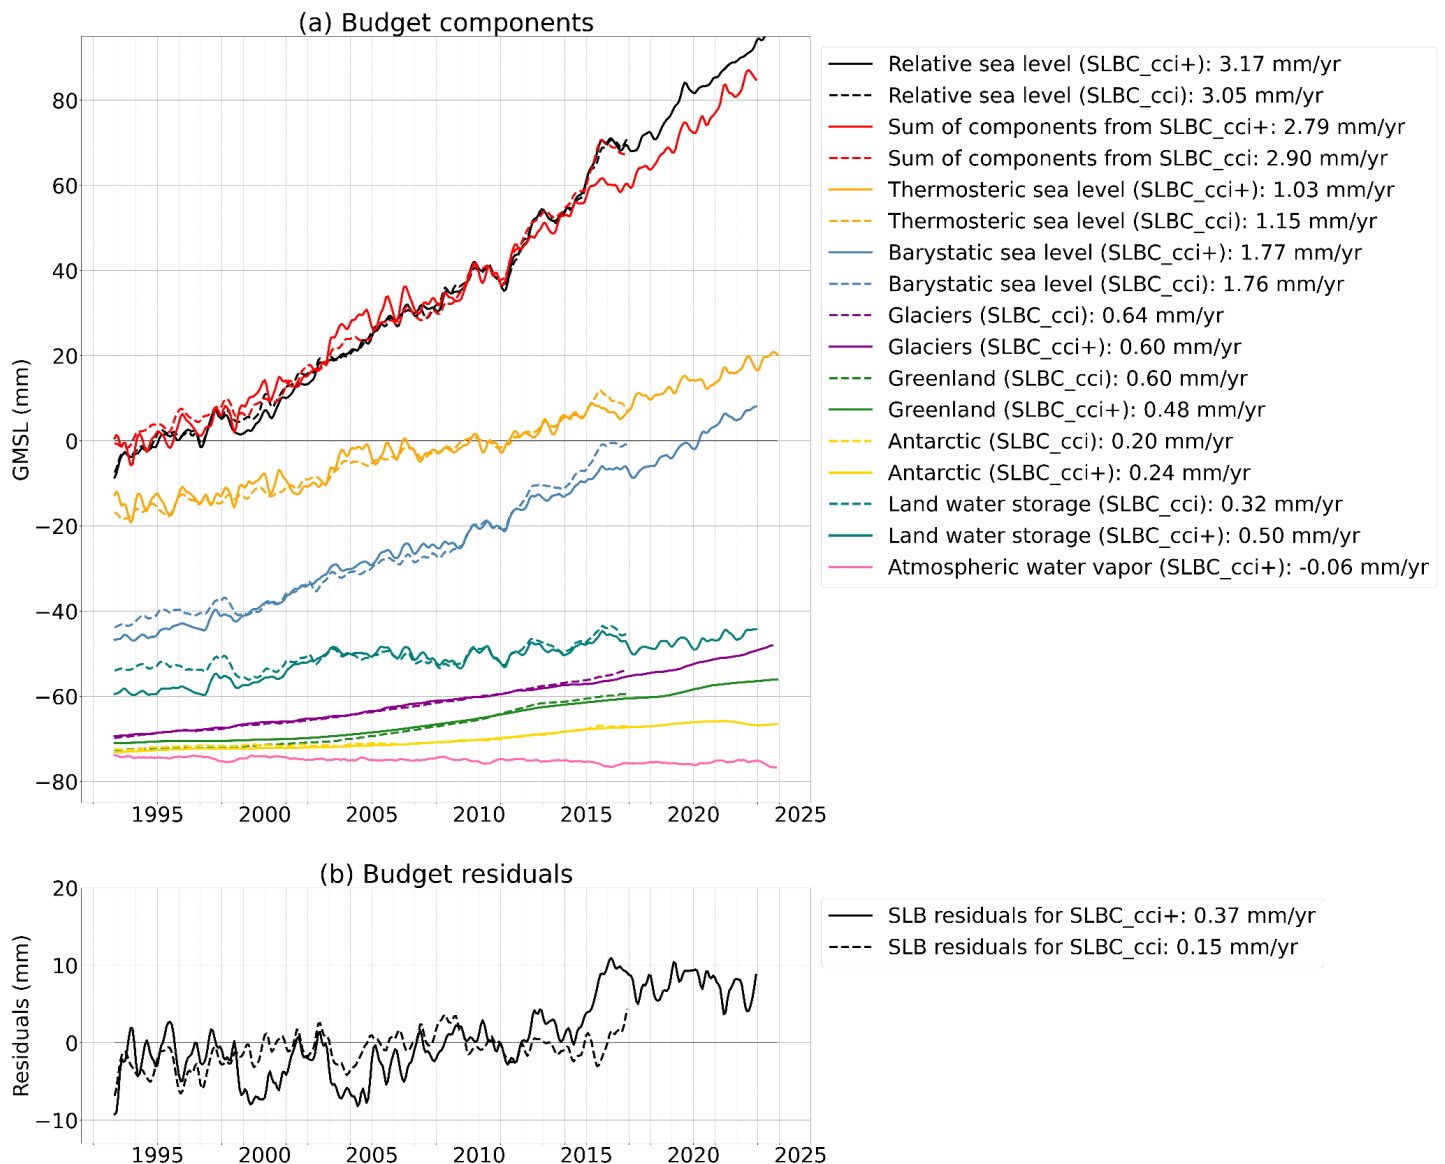 (a) Budget components
GMSL (mm)
80
60
40
20
0
−20
−40
−60
−80
1995 2000 2005 2010 2015 2020 2025
Relative sea level (SLBC_cci+): 3.17 mm/yr
Relative sea level (SLBC_cci): 3.05 mm/yr
Sum of components from SLBC_cci+: 2.79 mm/yr
Sum of components from SLBC_cci: 2.90 mm/yr
Thermosteric sea level (SLBC_cci+): 1.03 mm/yr
Thermosteric sea level (SLBC_cci): 1.15 mm/yr
Barystatic sea level (SLBC_cci+): 1.77 mm/yr
Barystatic sea level (SLBC_cci): 1.76 mm/yr
Glaciers (SLBC_cci): 0.64 mm/yr
Glaciers (SLBC_cci+): 0.60 mm/yr
Greenland (SLBC_cci): 0.60 mm/yr
Greenland (SLBC_cci+): 0.48 mm/yr
Antarctic (SLBC_cci): 0.20 mm/yr
Antarctic (SLBC_cci+): 0.24 mm/yr
Land water storage (SLBC_cci): 0.32 mm/yr
Land water storage (SLBC_cci+): 0.50 mm/yr
Atmospheric water vapor (SLBC_cci+): -0.06 mm/yr
(b) Budget residuals
Residuals (mm)
20
10
0
−10
1995 2000 2005 2010 2015 2020 2025
SLB residuals for SLBC_cci+: 0.37 mm/yr
SLB residuals for SLBC_cci: 0.15 mm/yr